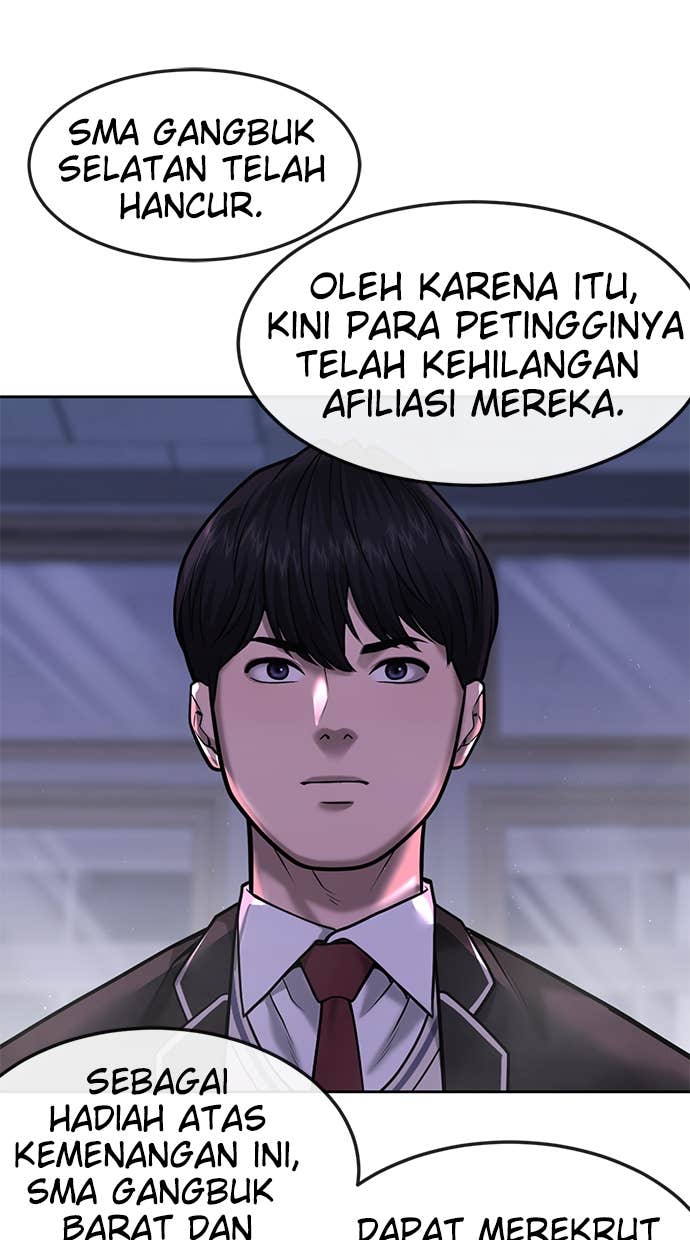 SMA GANGBUK
SELATAN TELAH
HANCUR.
OLEH KARENA ITU,
KINI PARA PETINGGINYA
TELAH KEHILANGAN
AFILIASI MEREKA.
SEBAGAI
HADIAH ATAS
KEMENANGAN INI,
SMA GANGBUK
BARAT DAN
DAPAT MEREKRUT